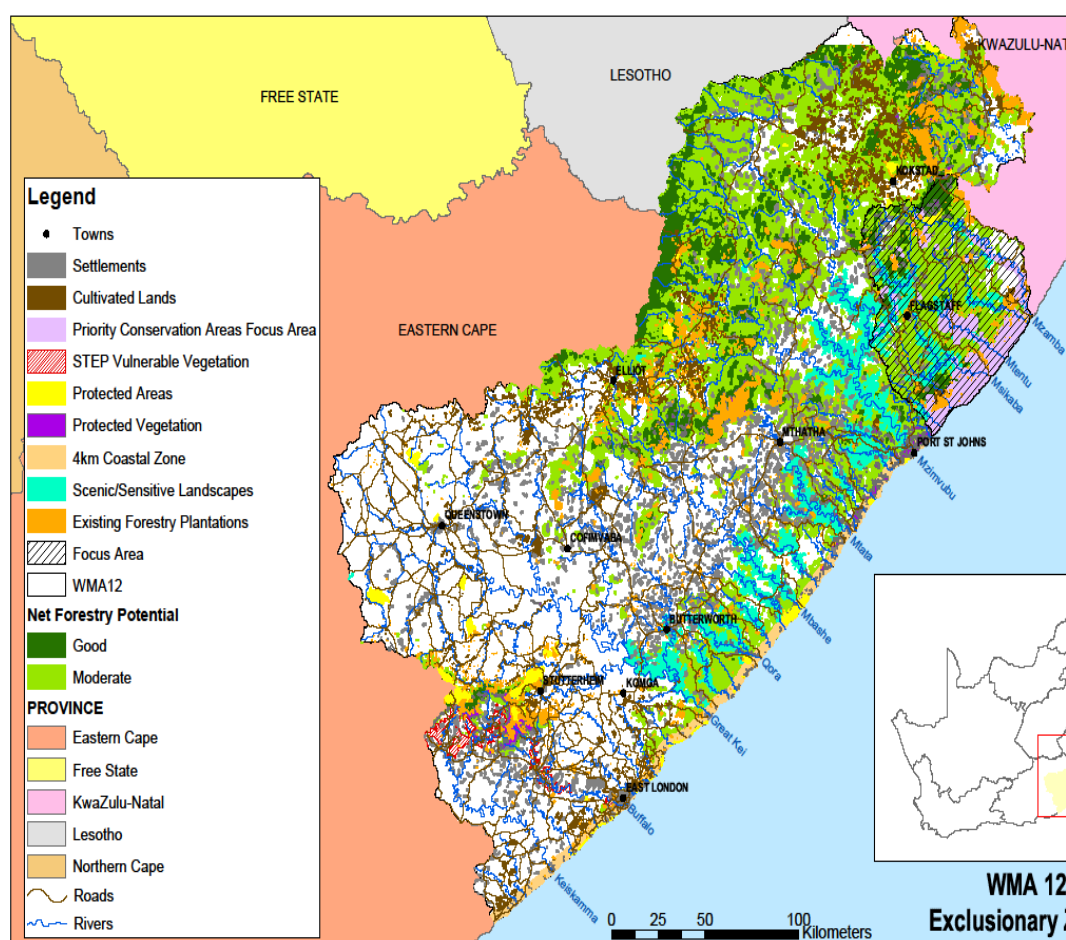 KWAZULU-NAT
LESOTHO
FREE STATE
KOKSTAD
Legend
Towns
Settlements
Cultivated Lands
Priority Conservation Areas Focus Area
STEP Vulnerable Vegetation
Protected Areas
Protected Vegetation
4km Coastal Zone
Scenic/Sensitive Landscapes
Existing Forestry Plantations
Focus Area
WMA12
Net Forestry Potential
Good
Moderate
PROVINCE
Eastern Cape
Free State
KwaZulu-Natal
Lesotho
Northern Cape
Roads
Rivers
EASTERN CAPE
FLAGSTAFF
Mzamba
Mtentu
Msikaba
ELLIOT
MTHATHA
PORT ST JOHNS
Mzimvubu
QUEENSTOWN
COFIMVABA
Mtata
BUTTERWORTH
Mbashe
Qora
STUTTERHEIM
KOMGA
Great Kei
EAST LONDON
Buffalo
Keiskamma
0 25 50 100
Kilometers
WMA 12
Exclusionary Z